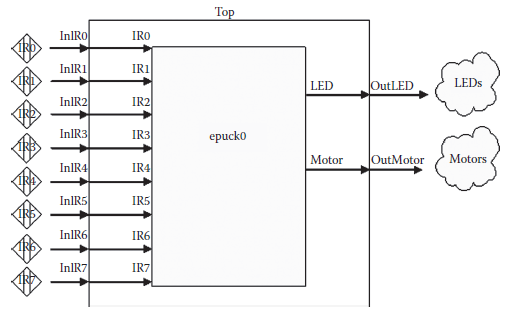 Top
IR0 InIR0 IR0
IR1 InIR1 IR1
IR2 InIR2 IR2
IR3 InIR3 IR3
IR4 InIR4 IR4
IR5 InIR5 IR5
IR6 InIR6 IR6
IR7 InIR7 IR7
epuck0
LED OutLED LEDs
Motor OutMotor Motors